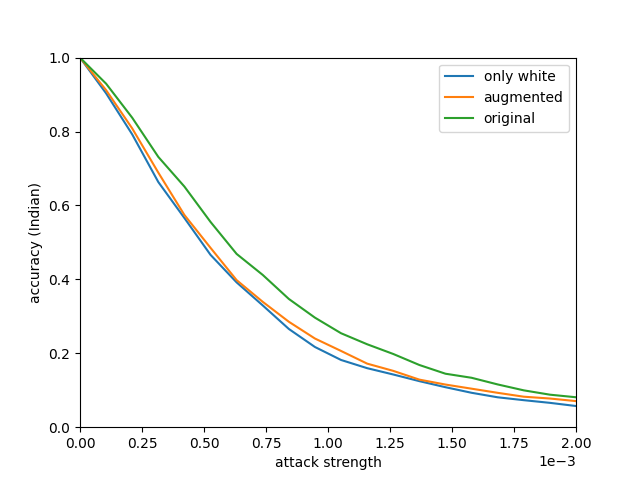 only white
augmented
original
1.0
0.8
0.6
0.4
0.2
0.0
accuracy (Indian)
0.00 0.25 0.50 0.75 1.00 1.25 1.50 1.75 2.00
1e−3
attack strength